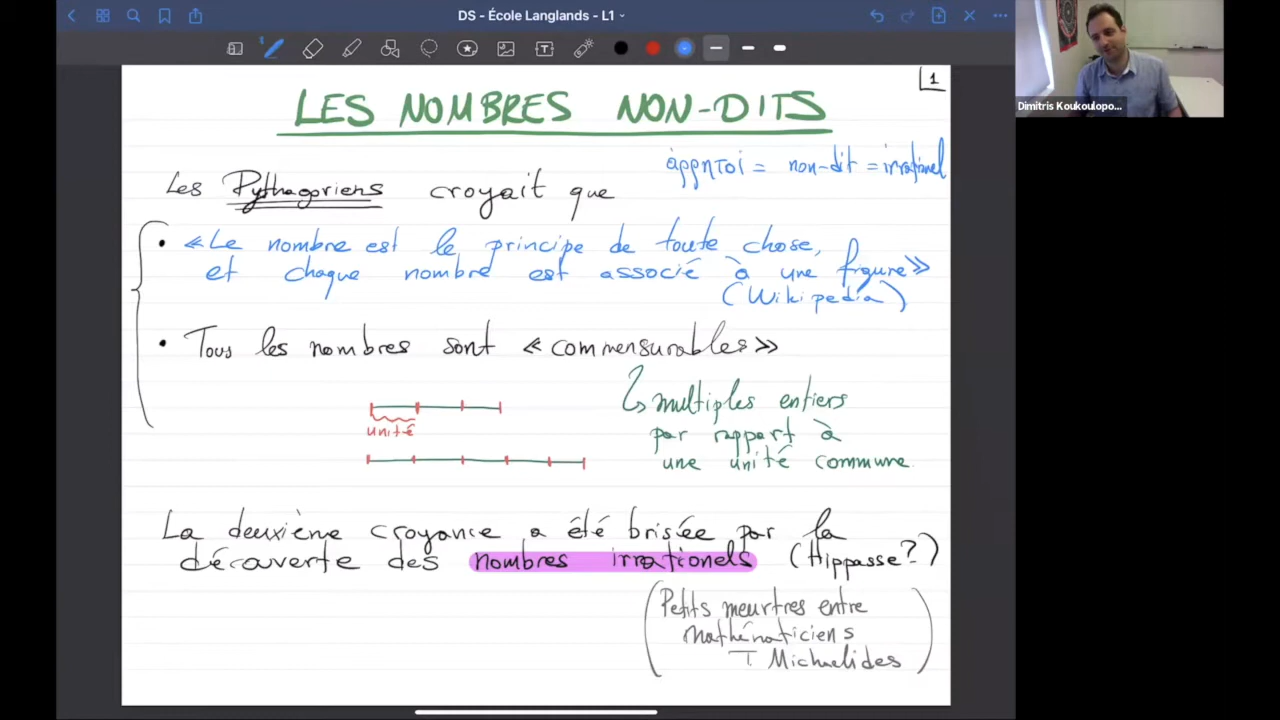 DS - École Langlands - L1
1
LES NOMBRES NON-DITS
άρρητοι = non-dit = irrationel
Les Pythagoriens croyait que
• «Le nombre est le principe de toute chose,
et chaque nombre est associé à une figure»
(Wikipedia)
• Tous les nombres sont «commensurables»
multiples entiers
par rapport à
une unité commune
unité
La deuxième croyance a été brisée par la
découverte des nombres irrationels (Hippasse?)
(Petits meurtres entre
mathématiciens
T. Michaelides)
Dimitris Koukoulopo...